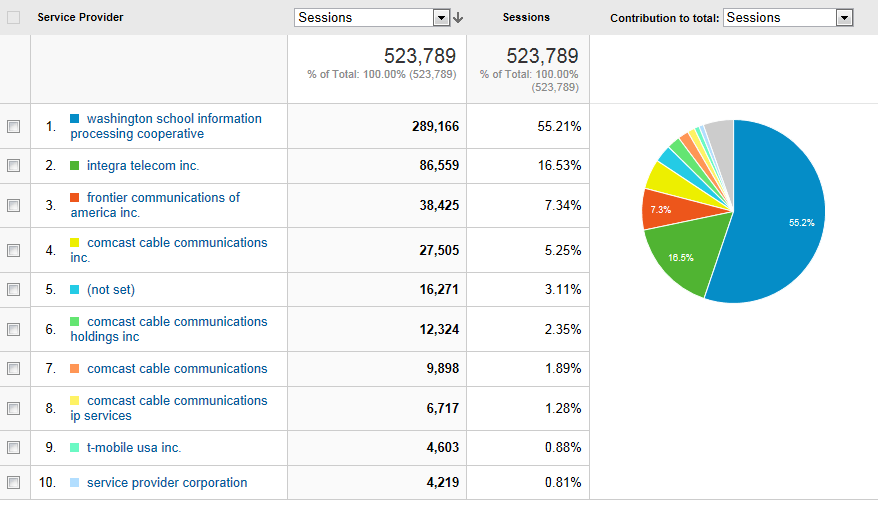 Service Provider Sessions Sessions Contribution to total: Sessions
523,789 523,789
% of Total: 100.00% (523,789) % of Total: 100.00%
(523,789)
1. washington school information
processing cooperative 289,166 55.21%
2. integra telecom inc. 86,559 16.53%
3. frontier communications of
america inc. 38,425 7.34%
4. comcast cable communications
inc. 27,505 5.25%
5. (not set) 16,271 3.11%
6. comcast cable communications
holdings inc 12,324 2.35%
7. comcast cable communications 9,898 1.89%
8. comcast cable communications
ip services 6,717 1.28%
9. t-mobile usa inc. 4,603 0.88%
10. service provider corporation 4,219 0.81%
7.3%
55.2%
16.5%